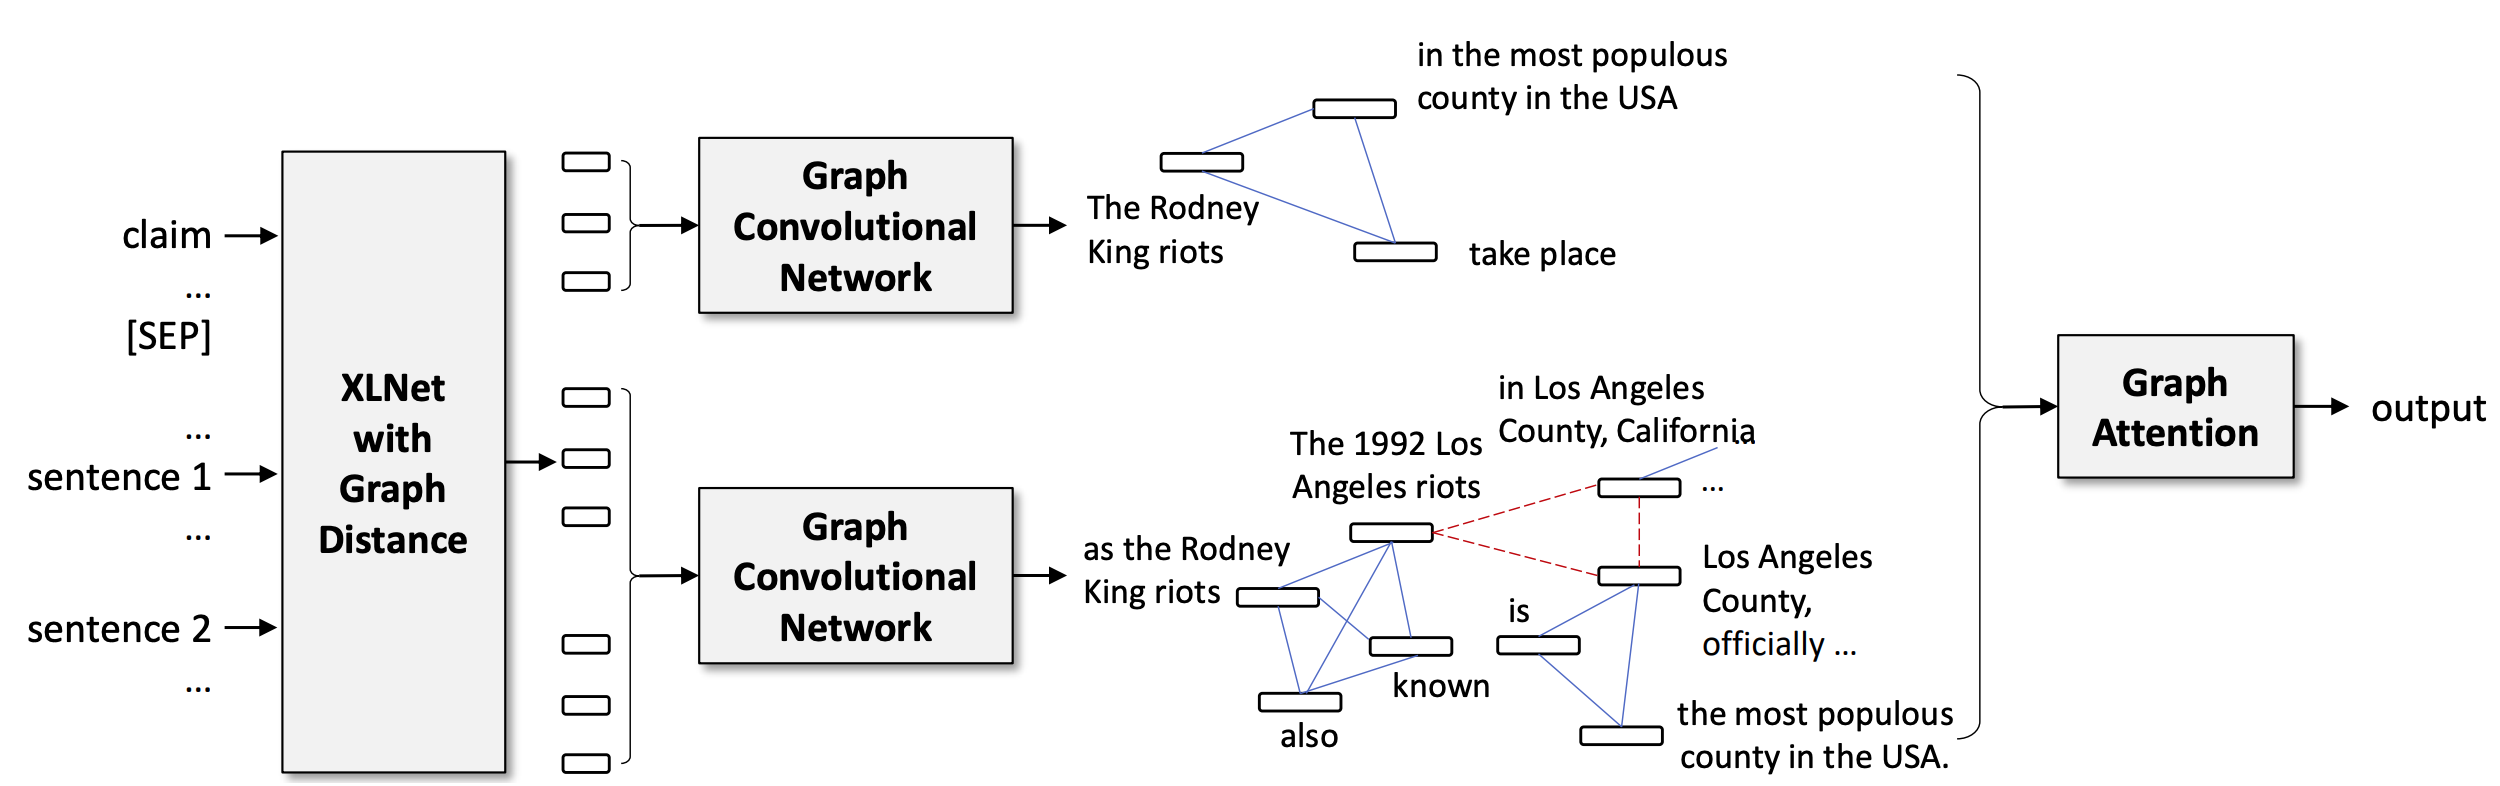 claim
...
[SEP]
...
sentence 1
...
sentence 2
...
XLNet
with
Graph
Distance
Graph
Convolutional
Network
Graph
Convolutional
Network
in the most populous
county in the USA
The Rodney
King riots
take place
in Los Angeles
County, California
...
The 1992 Los
Angeles riots
...
as the Rodney
King riots
Los Angeles
County,
officially ...
is
known
also
the most populous
county in the USA.
Graph
Attention
output